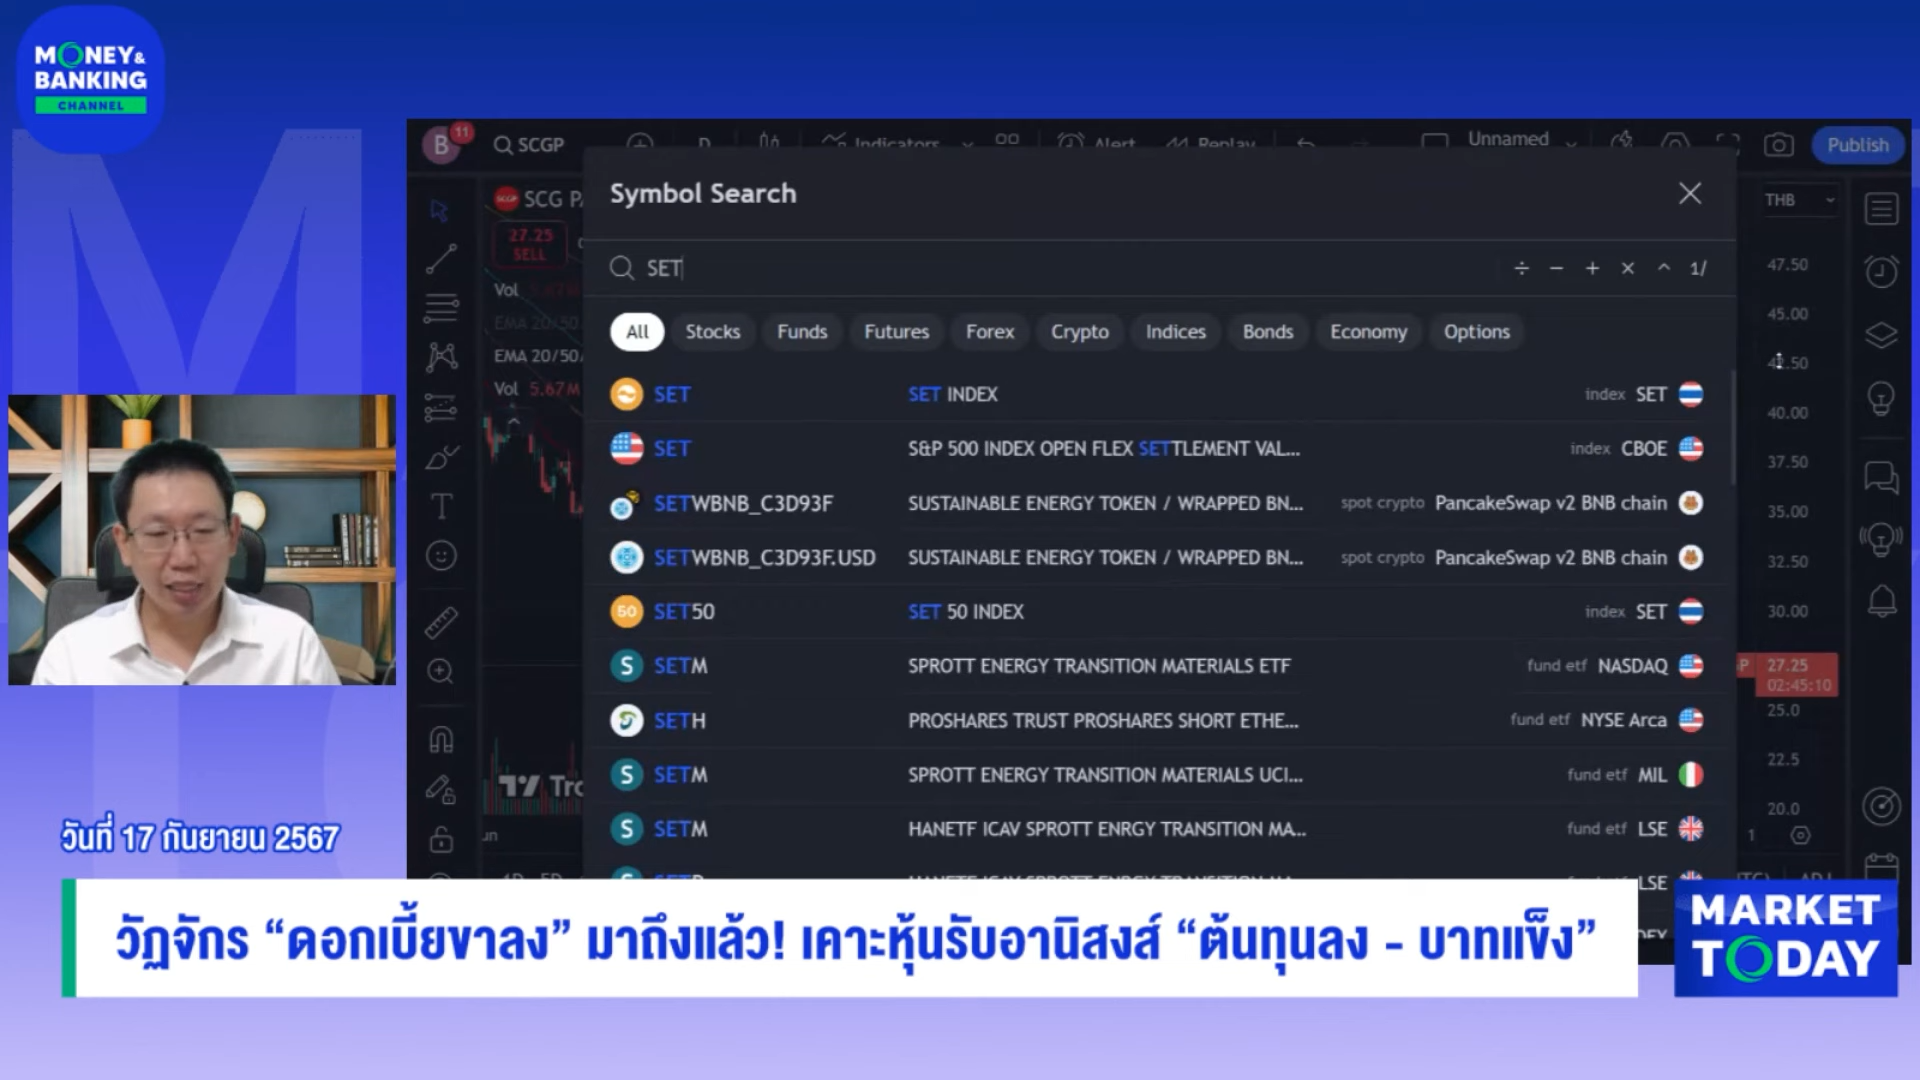 MONEY&
BANKING
CHANNEL
B
11
SCGP
D
Indicators
Alert
Replay
Unnamed
Publish
SCG PA
27.25
SELL
Vol
EMA 20/50/
Vol 5.67M
Symbol Search
THB
SET
÷ − + × ^ 1/
All
Stocks
Funds
Futures
Forex
Crypto
Indices
Bonds
Economy
Options
SET SET INDEX index SET
SET S&P 500 INDEX OPEN FLEX SETTLEMENT VAL... index CBOE
SETWBNB_C3D93F SUSTAINABLE ENERGY TOKEN / WRAPPED BN... spot crypto PancakeSwap v2 BNB chain
SETWBNB_C3D93F.USD SUSTAINABLE ENERGY TOKEN / WRAPPED BN... spot crypto PancakeSwap v2 BNB chain
50 SET50 SET 50 INDEX index SET
S SETM SPROTT ENERGY TRANSITION MATERIALS ETF fund etf NASDAQ
SETH PROSHARES TRUST PROSHARES SHORT ETHE... fund etf NYSE Arca
S SETM SPROTT ENERGY TRANSITION MATERIALS UCI... fund etf MIL
S SETM HANETF ICAV SPROTT ENRGY TRANSITION MA... fund etf LSE
LSE
47.50
45.00
42.50
40.00
37.50
35.00
32.50
30.00
27.25
02:45:10
25.0
22.5
20.0
วันที่ 17 กันยายน 2567
วัฏจักร “ดอกเบี้ยขาลง” มาถึงแล้ว! เคาะหุ้นรับอานิสงส์ “ต้นทุนลง - บาทแข็ง”
MARKET
TODAY